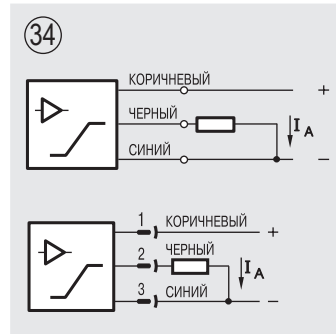 34
КОРИЧНЕВЫЙ +
ЧЕРНЫЙ
I A
СИНИЙ −
1 КОРИЧНЕВЫЙ +
2 ЧЕРНЫЙ
I A
3 СИНИЙ −